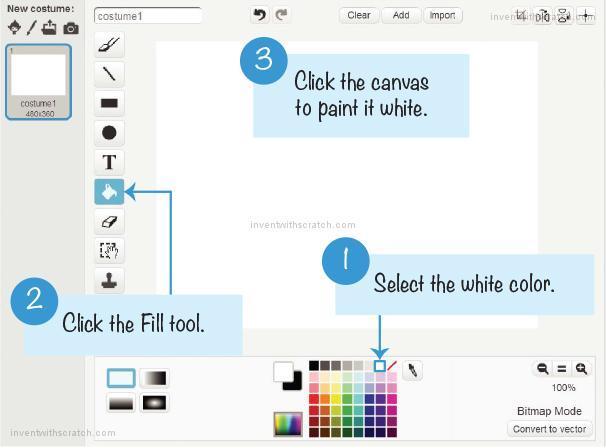 New costume:
costume1
Clear
Add
Import
inventwithscratch.com
1
costume1
480x360
3
Click the canvas
to paint it white.
T
inventwithscratch.com
1
Select the white color.
2
Click the Fill tool.
100%
Bitmap Mode
Convert to vector
inventwithscratch.com